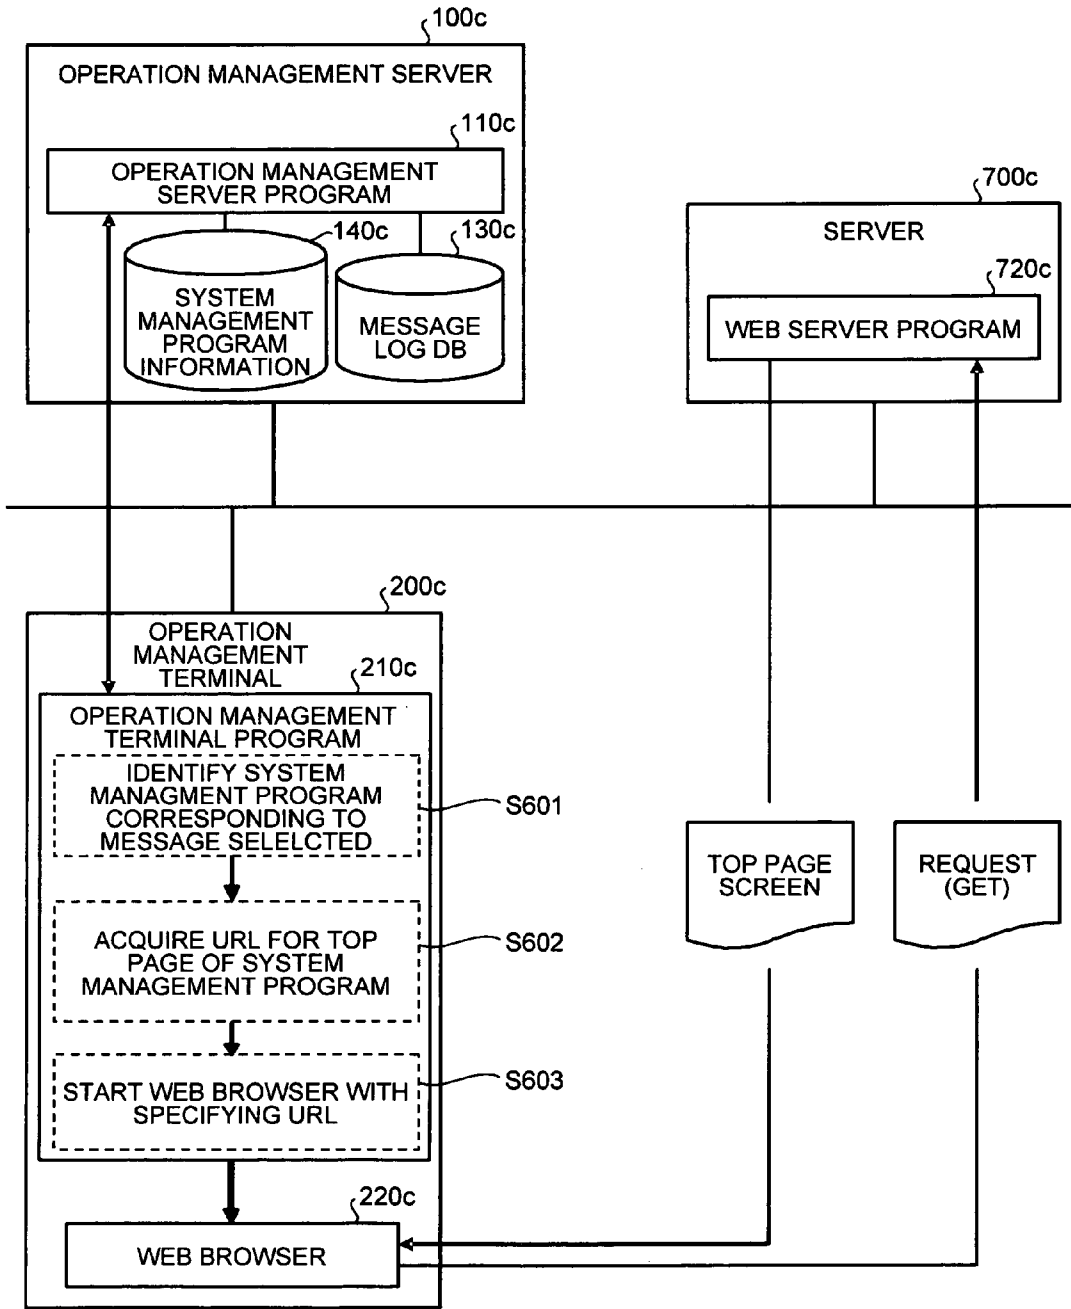 100c
OPERATION MANAGEMENT SERVER
110c
OPERATION MANAGEMENT
SERVER PROGRAM
140c
130c
SYSTEM
MANAGEMENT
PROGRAM
INFORMATION
MESSAGE
LOG DB
700c
SERVER
720c
WEB SERVER PROGRAM
200c
OPERATION
MANAGEMENT
TERMINAL
210c
OPERATION MANAGEMENT
TERMINAL PROGRAM
IDENTIFY SYSTEM
MANAGMENT PROGRAM
CORRESPONDING TO
MESSAGE SELELCTED
S601
ACQUIRE URL FOR TOP
PAGE OF SYSTEM
MANAGEMENT PROGRAM
S602
START WEB BROWSER WITH
SPECIFYING URL
S603
220c
WEB BROWSER
TOP PAGE
SCREEN
REQUEST
(GET)